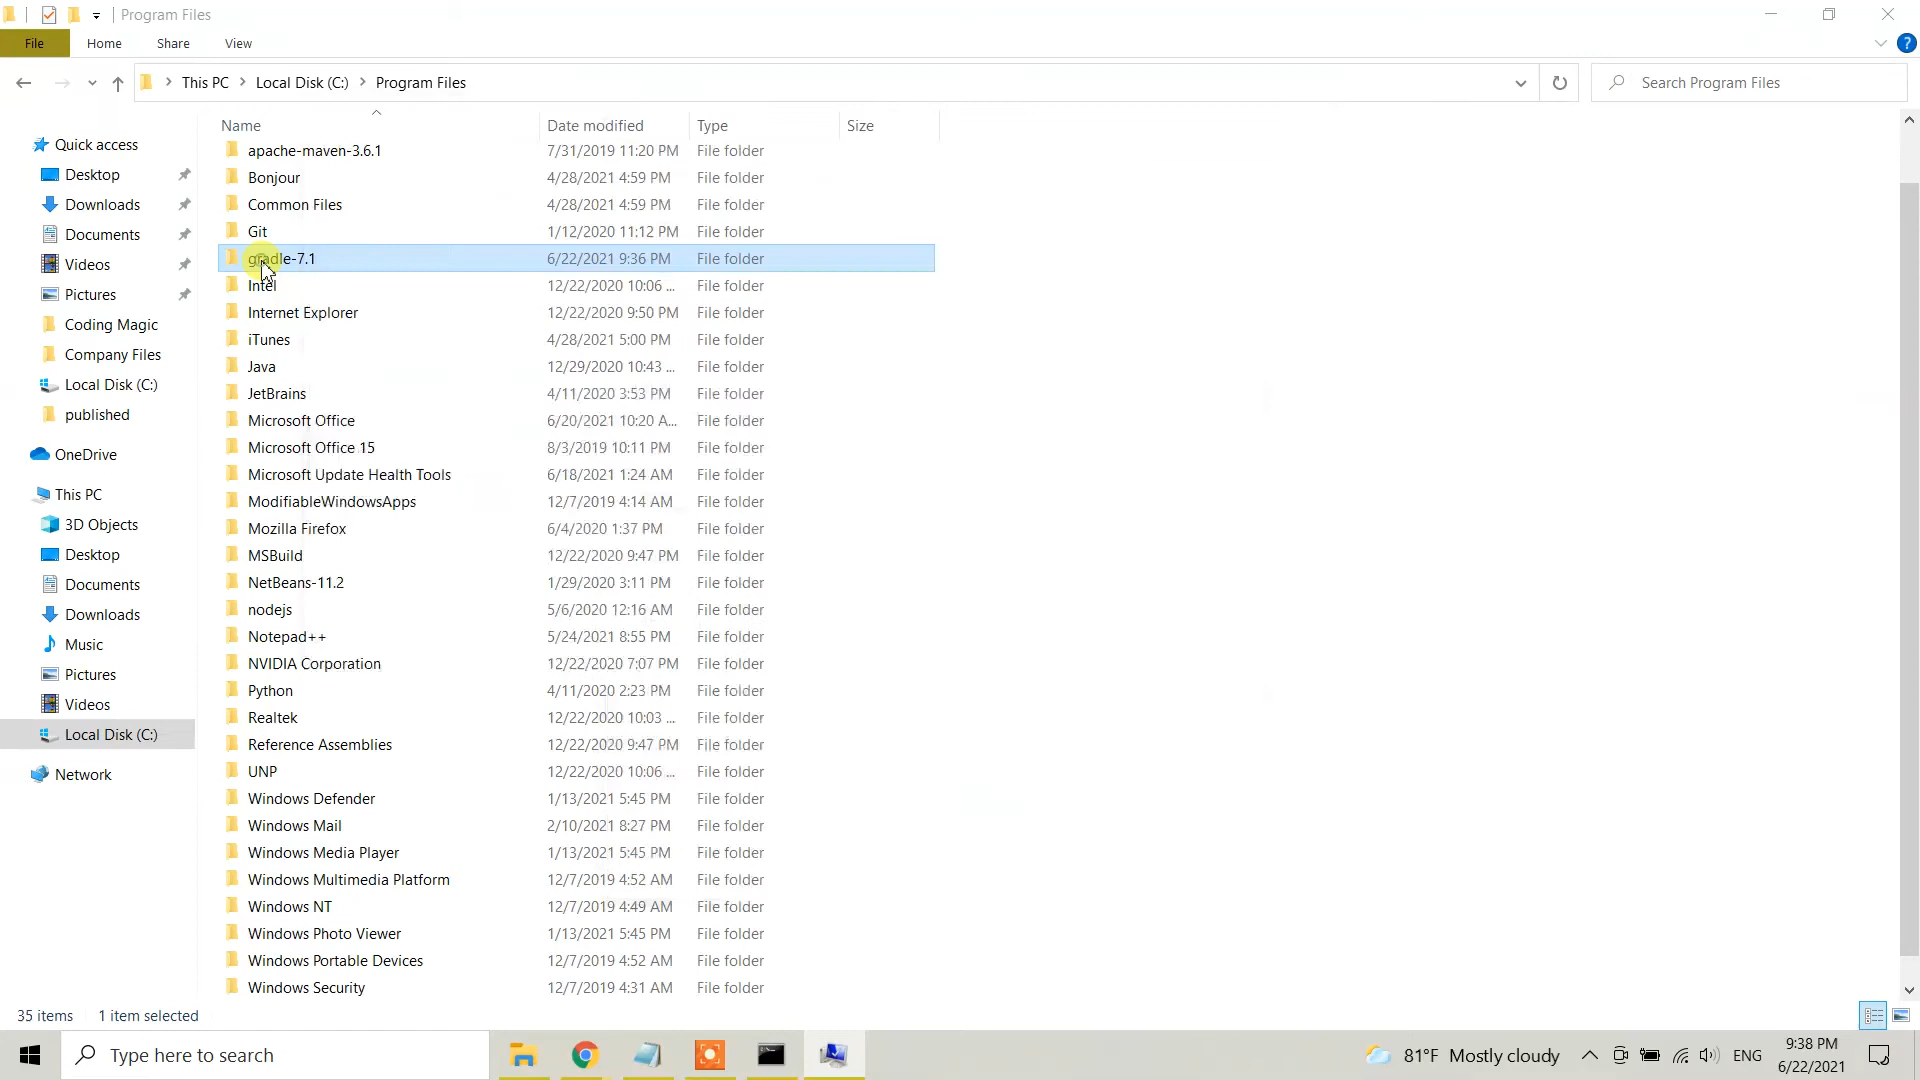 Program Files
File Home Share View
This PC Local Disk (C:) Program Files
Search Program Files
Name Date modified Type Size
apache-maven-3.6.1 7/31/2019 11:20 PM File folder
Bonjour 4/28/2021 4:59 PM File folder
Common Files 4/28/2021 4:59 PM File folder
Git 1/12/2020 11:12 PM File folder
gradle-7.1 6/22/2021 9:36 PM File folder
Intel 12/22/2020 10:06 ... File folder
Internet Explorer 12/22/2020 9:50 PM File folder
iTunes 4/28/2021 5:00 PM File folder
Java 12/29/2020 10:43 ... File folder
JetBrains 4/11/2020 3:53 PM File folder
Microsoft Office 6/20/2021 10:20 A... File folder
Microsoft Office 15 8/3/2019 10:11 PM File folder
Microsoft Update Health Tools 6/18/2021 1:24 AM File folder
ModifiableWindowsApps 12/7/2019 4:14 AM File folder
Mozilla Firefox 6/4/2020 1:37 PM File folder
MSBuild 12/22/2020 9:47 PM File folder
NetBeans-11.2 1/29/2020 3:11 PM File folder
nodejs 5/6/2020 12:16 AM File folder
Notepad++ 5/24/2021 8:55 PM File folder
NVIDIA Corporation 12/22/2020 7:07 PM File folder
Python 4/11/2020 2:23 PM File folder
Realtek 12/22/2020 10:03 ... File folder
Reference Assemblies 12/22/2020 9:47 PM File folder
UNP 12/22/2020 10:06 ... File folder
Windows Defender 1/13/2021 5:45 PM File folder
Windows Mail 2/10/2021 8:27 PM File folder
Windows Media Player 1/13/2021 5:45 PM File folder
Windows Multimedia Platform 12/7/2019 4:52 AM File folder
Windows NT 12/7/2019 4:49 AM File folder
Windows Photo Viewer 1/13/2021 5:45 PM File folder
Windows Portable Devices 12/7/2019 4:52 AM File folder
Windows Security 12/7/2019 4:31 AM File folder
Quick access
Desktop
Downloads
Documents
Videos
Pictures
Coding Magic
Company Files
Local Disk (C:)
published
OneDrive
This PC
3D Objects
Desktop
Documents
Downloads
Music
Pictures
Videos
Local Disk (C:)
Network
35 items 1 item selected
Type here to search
81°F Mostly cloudy
ENG
9:38 PM
6/22/2021